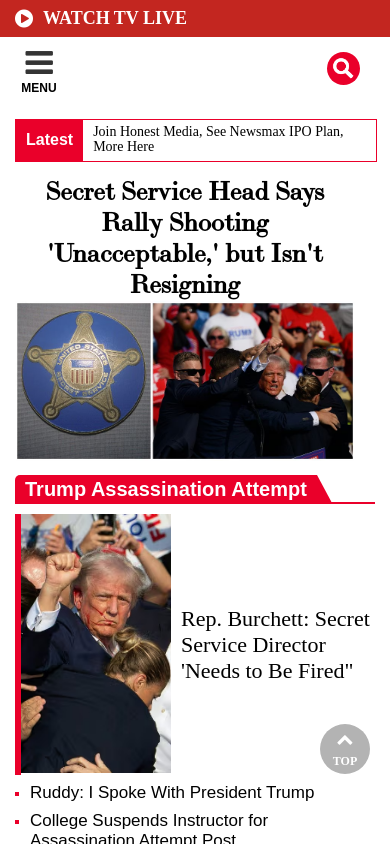 WATCH TV LIVE
MENU
Latest
Join Honest Media, See Newsmax IPO Plan,
More Here
Secret Service Head Says
Rally Shooting
'Unacceptable,' but Isn't
Resigning
UNITED STATES
TRUMP
Trump Assassination Attempt
Rep. Burchett: Secret
Service Director
'Needs to Be Fired"
TOP
Ruddy: I Spoke With President Trump
College Suspends Instructor for
Assassination Attempt Post